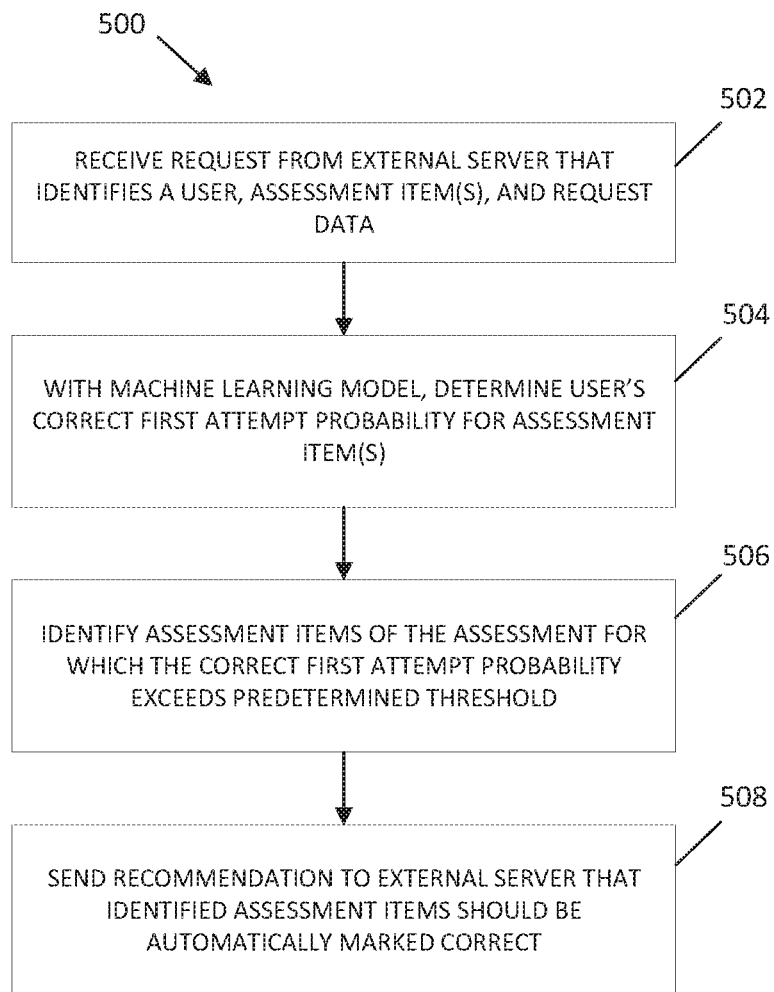 500
502
RECEIVE REQUEST FROM EXTERNAL SERVER THAT
IDENTIFIES A USER, ASSESSMENT ITEM(S), AND REQUEST
DATA
504
WITH MACHINE LEARNING MODEL, DETERMINE USER'S
CORRECT FIRST ATTEMPT PROBABILITY FOR ASSESSMENT
ITEM(S)
506
IDENTIFY ASSESSMENT ITEMS OF THE ASSESSMENT FOR
WHICH THE CORRECT FIRST ATTEMPT PROBABILITY
EXCEEDS PREDETERMINED THRESHOLD
508
SEND RECOMMENDATION TO EXTERNAL SERVER THAT
IDENTIFIED ASSESSMENT ITEMS SHOULD BE
AUTOMATICALLY MARKED CORRECT